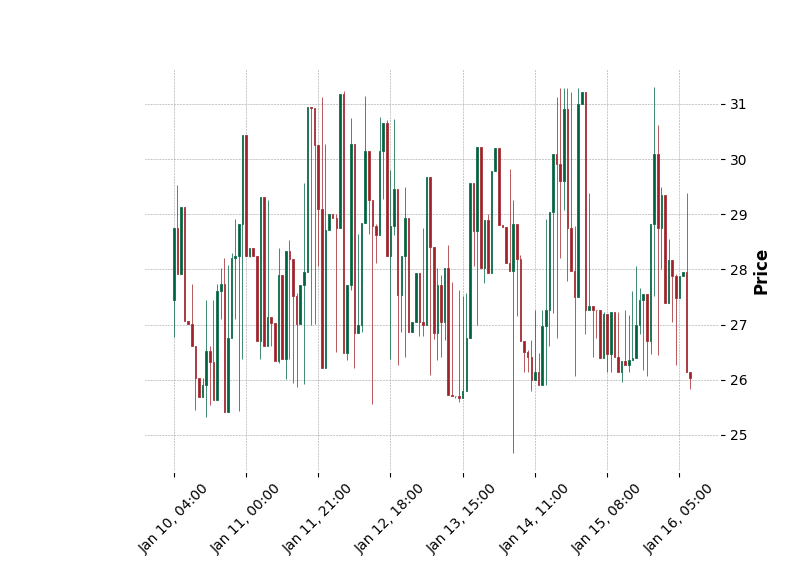 31
30
29
28
27
26
25
Price
Jan 10, 04:00
Jan 11, 00:00
Jan 11, 21:00
Jan 12, 18:00
Jan 13, 15:00
Jan 14, 11:00
Jan 15, 08:00
Jan 16, 05:00